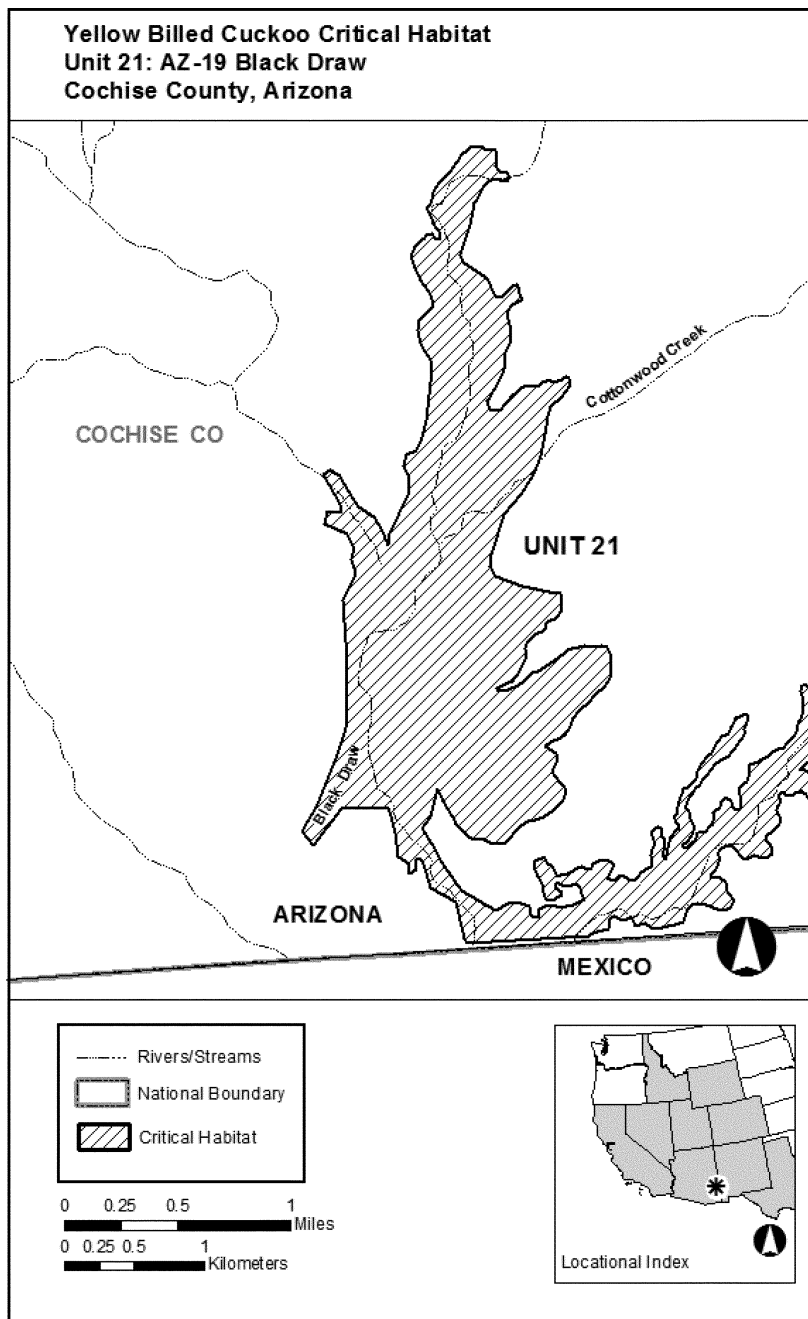 Yellow Billed Cuckoo Critical Habitat
Unit 21: AZ-19 Black Draw
Cochise County, Arizona
Cottonwood Creek
COCHISE CO
UNIT 21
Black Draw
ARIZONA
MEXICO
Rivers/Streams
National Boundary
Critical Habitat
0 0.25 0.5 1
Miles
0 0.25 0.5 1
Kilometers
Locational Index